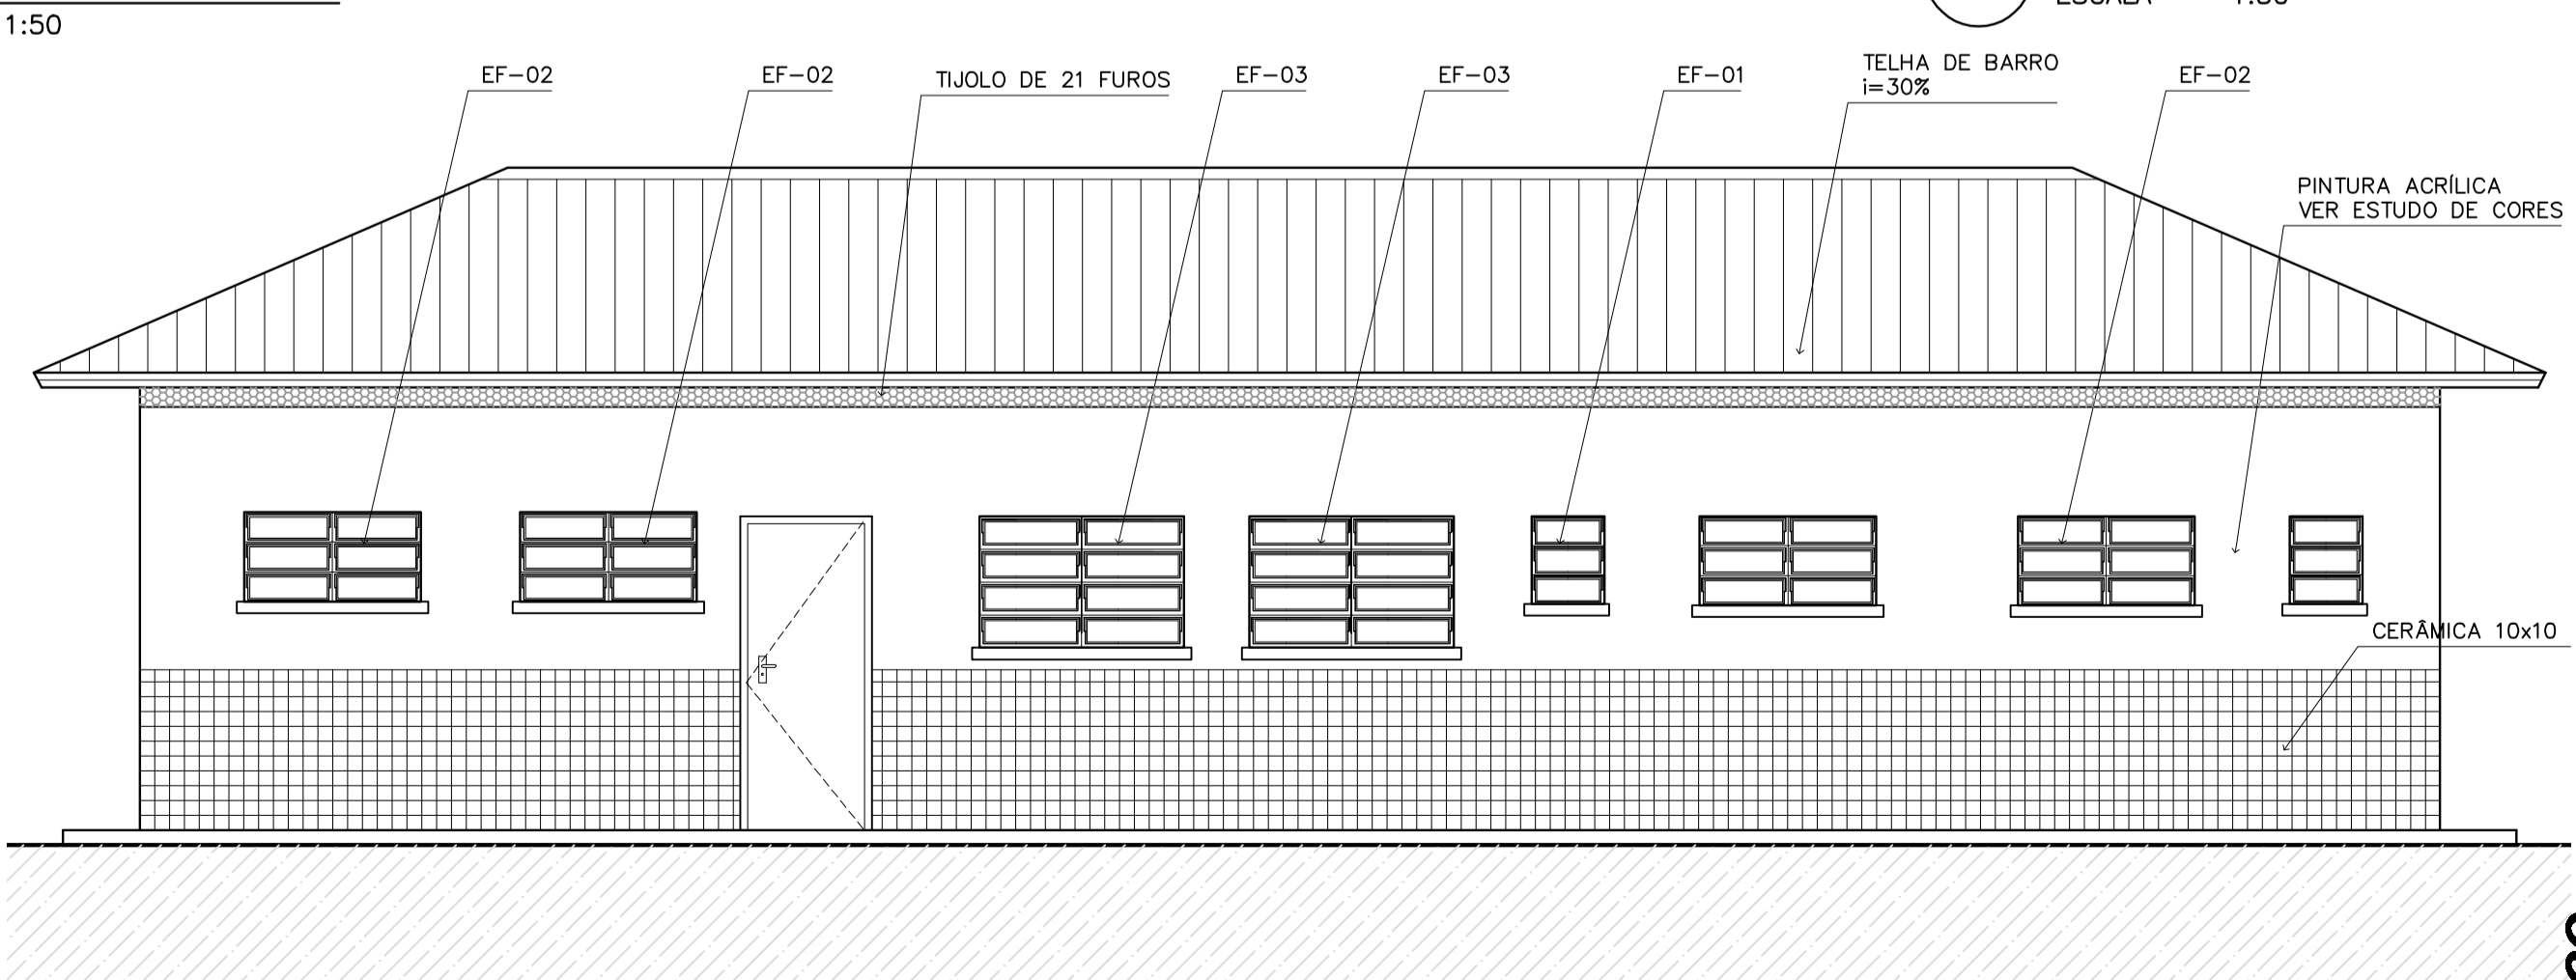 1:50
EF-02
EF-02
TIJOLO DE 21 FUROS
EF-03
EF-03
EF-01
TELHA DE BARRO
i=30%
EF-02
PINTURA ACRÍLICA
VER ESTUDO DE CORES
CERÂMICA 10x10